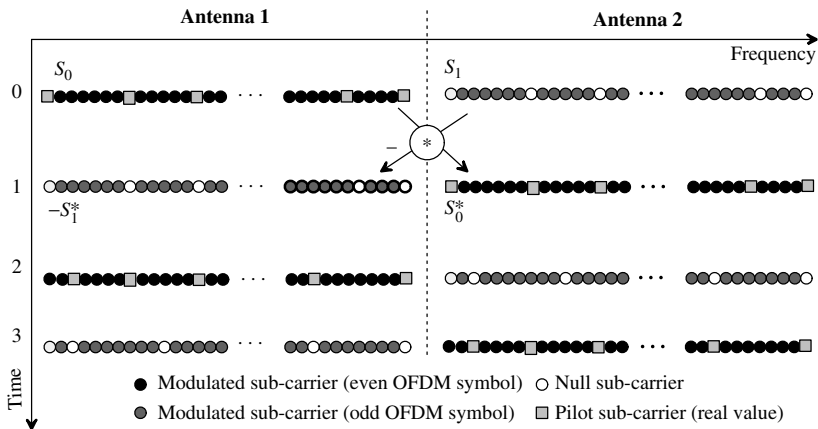 Antenna 1
Antenna 2
Frequency
S₀
S₁
0
· · ·
· · ·
· · ·
– *
1
· · ·
· · ·
–S₁*
S₀*
2
· · ·
· · ·
3
· · ·
· · ·
Time
Modulated sub-carrier (even OFDM symbol)
Null sub-carrier
Modulated sub-carrier (odd OFDM symbol)
Pilot sub-carrier (real value)